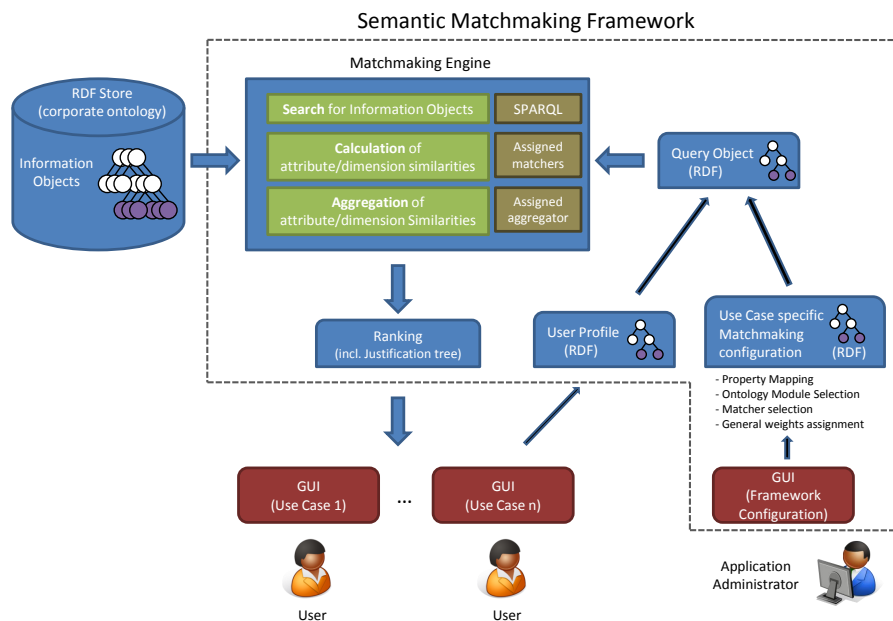 Semantic Matchmaking Framework
Matchmaking Engine
RDF Store
(corporate ontology)
Information
Objects
Search for Information Objects
SPARQL
Calculation of
attribute/dimension similarities
Assigned
matchers
Aggregation of
attribute/dimension Similarities
Assigned
aggregator
Query Object
(RDF)
Ranking
(incl. Justification tree)
User Profile
(RDF)
Use Case specific
Matchmaking
configuration
(RDF)
- Property Mapping
- Ontology Module Selection
- Matcher selection
- General weights assignment
GUI
(Use Case 1)
...
GUI
(Use Case n)
GUI
(Framework
Configuration)
User
User
Application
Administrator